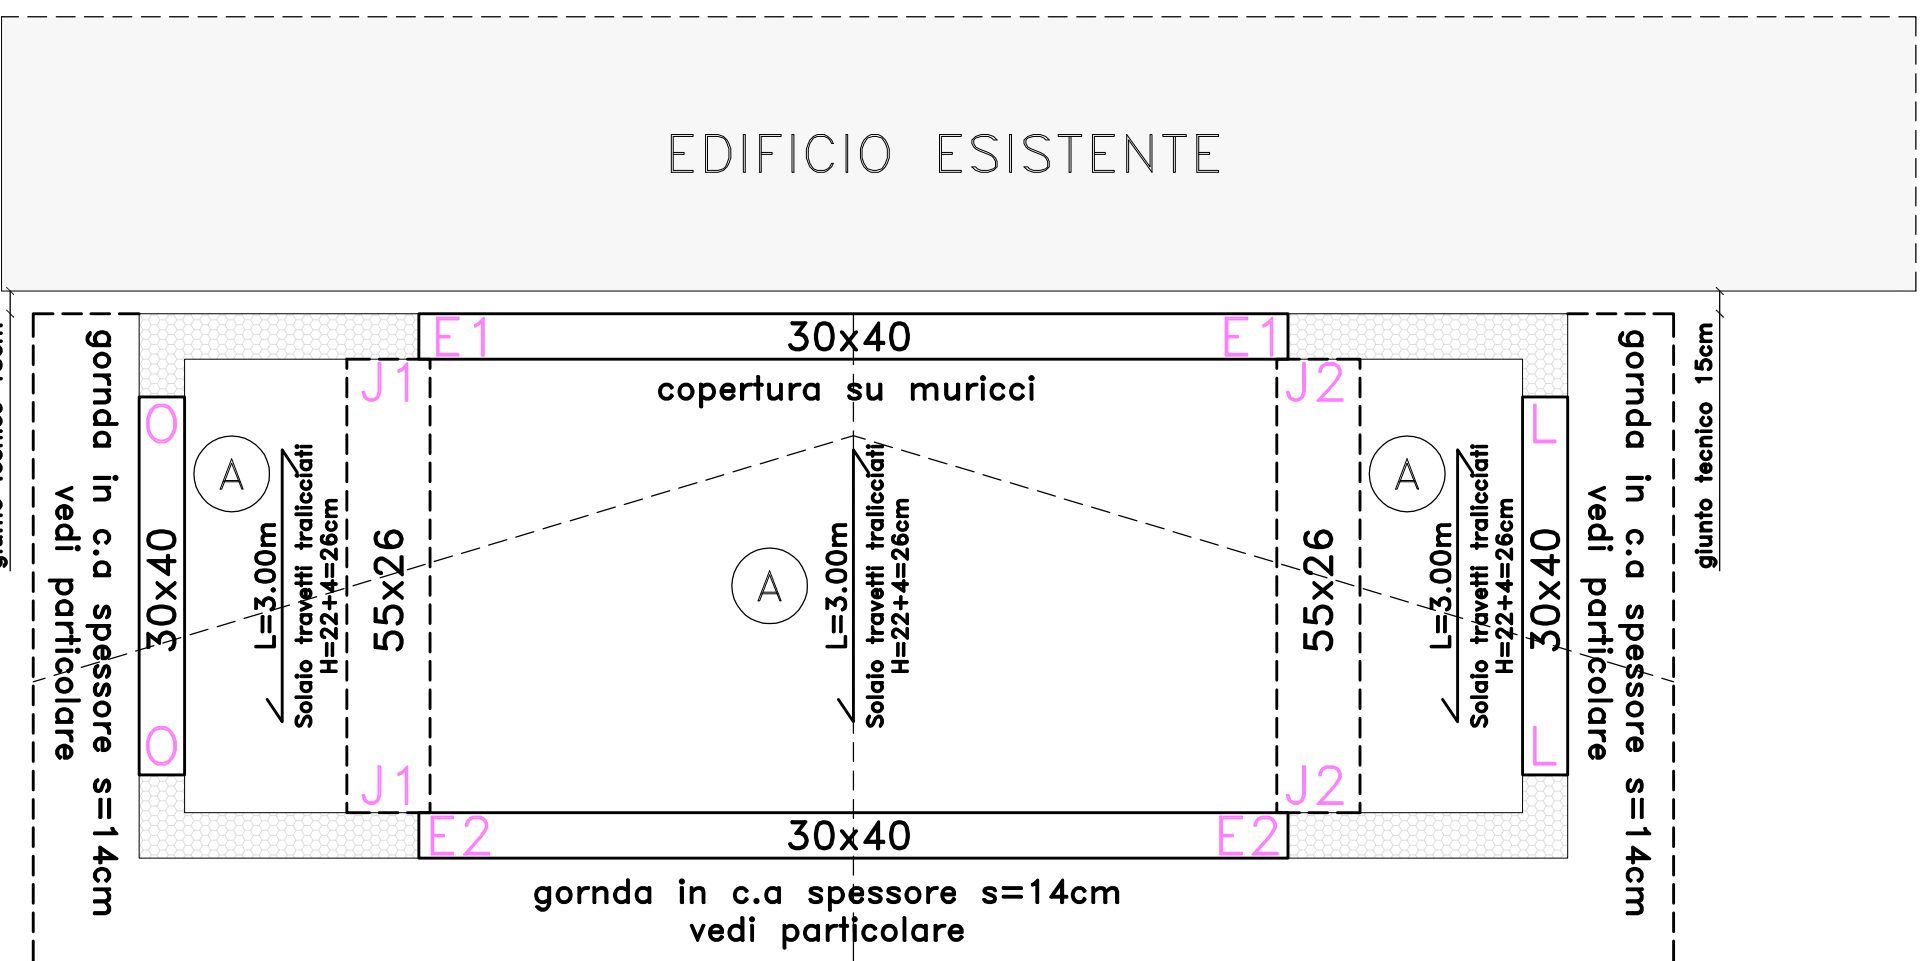 EDIFICIO ESISTENTE
E1 30x40 E1
copertura su muricci
J1
J2
gornda in c.a spessore s=14cm
vedi particolare
O
30x40
O
A
L=3.00m
Solaio travetti tralicciati
H=22+4=26cm
55x26
J1
A
L=3.00m
Solaio travetti tralicciati
H=22+4=26cm
55x26
J2
A
L=3.00m
Solaio travetti tralicciati
H=22+4=26cm
L
30x40
L
gornda in c.a spessore s=14cm
vedi particolare
giunto tecnico 15cm
E2 30x40 E2
gornda in c.a spessore s=14cm
vedi particolare